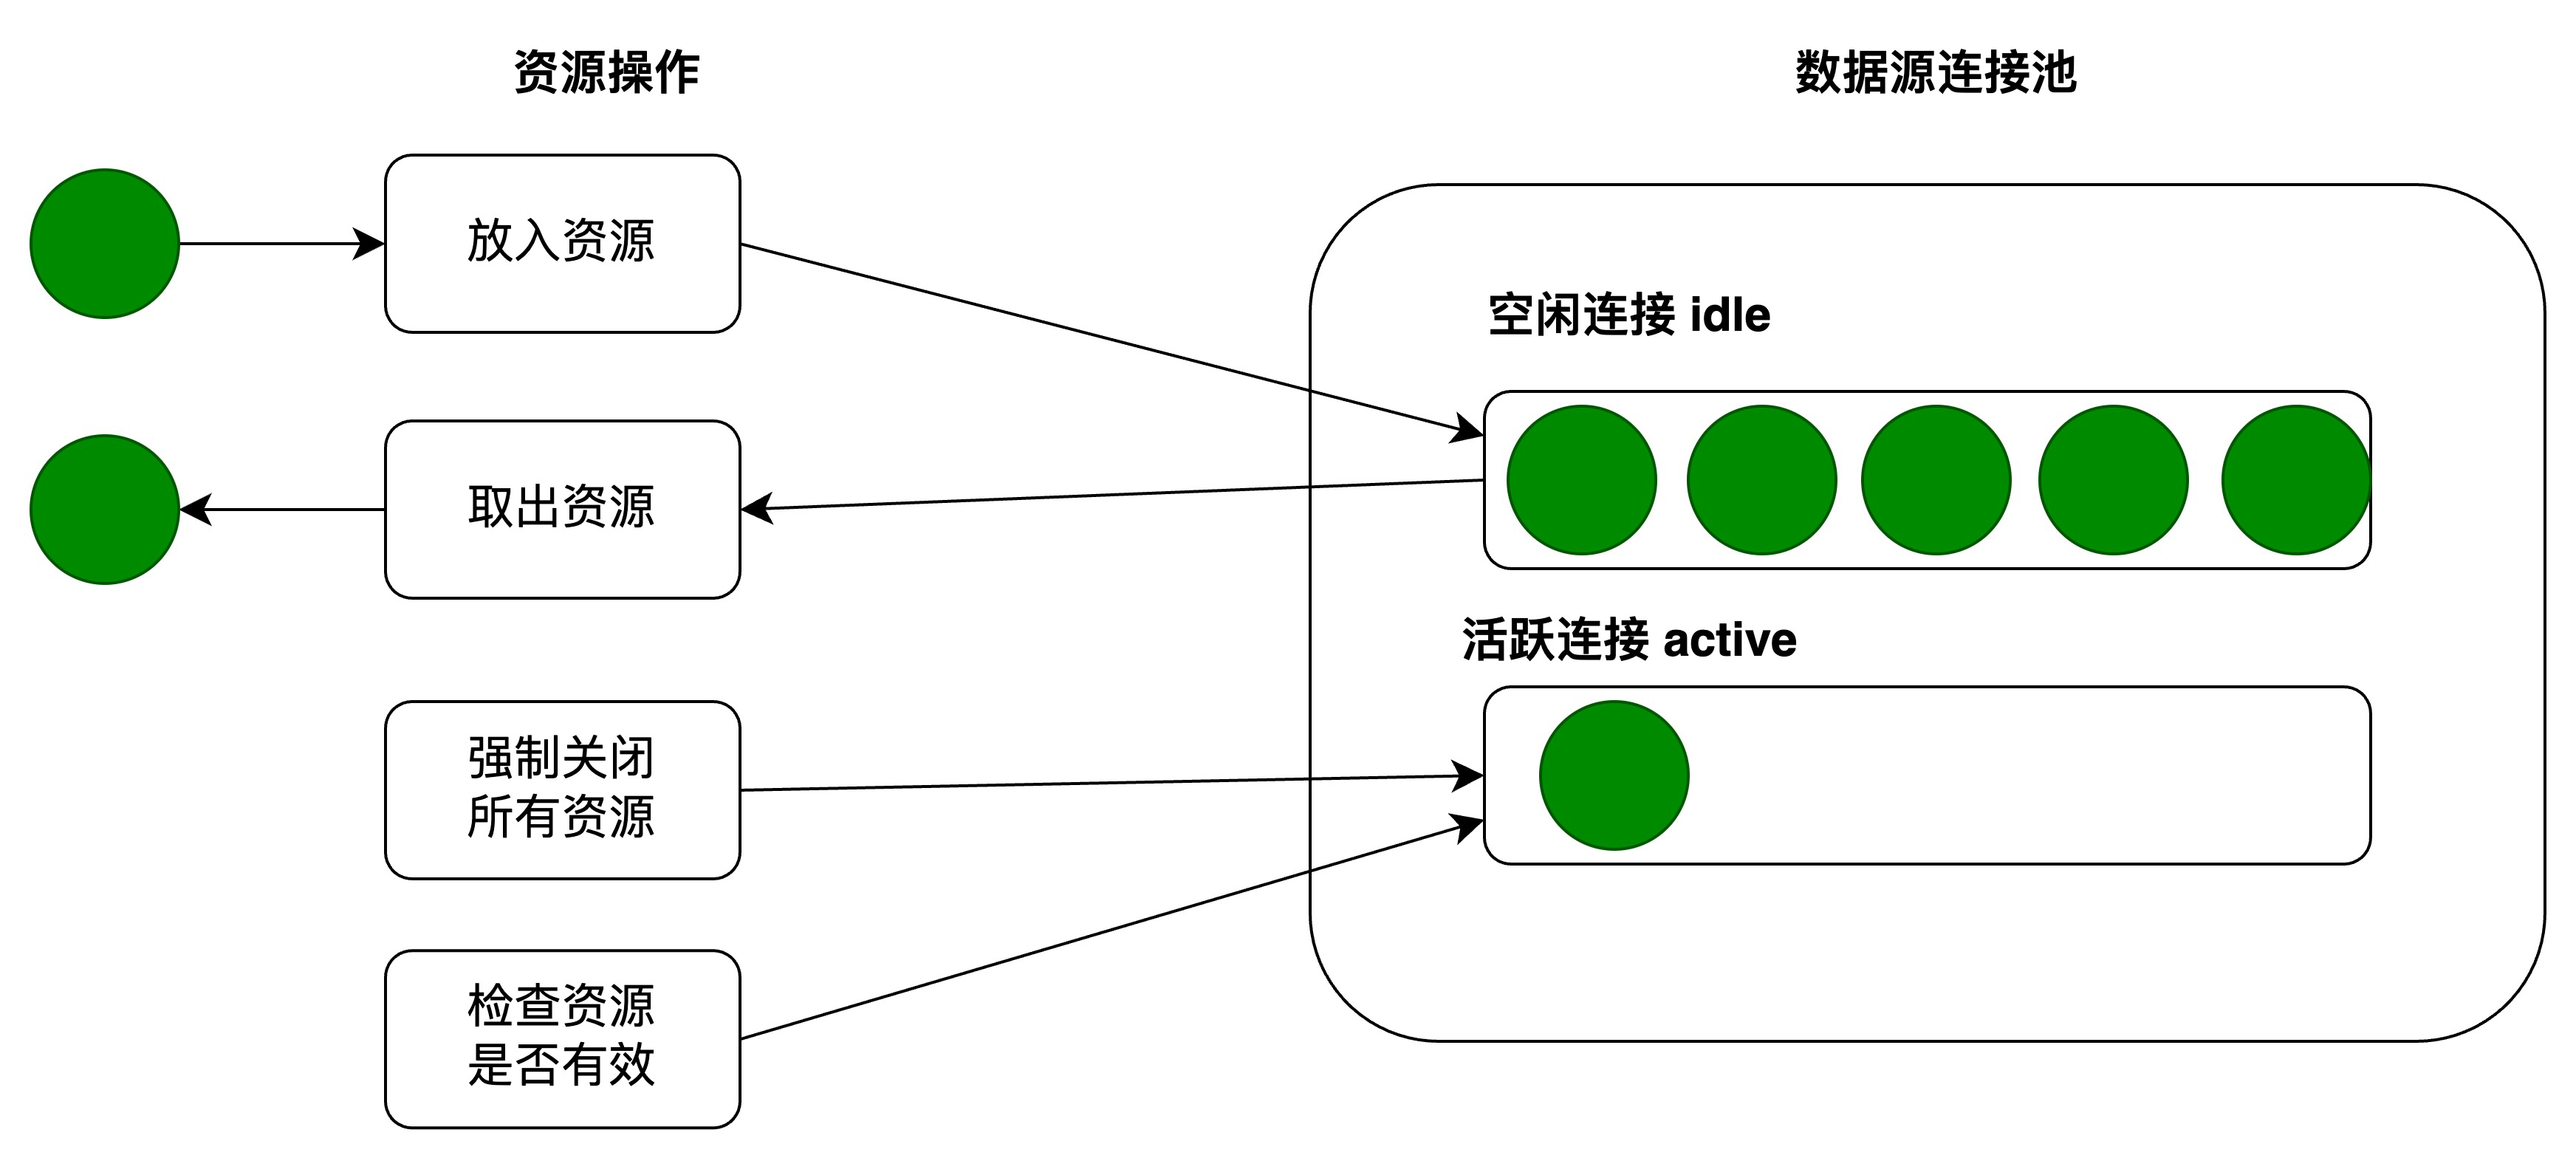 资源操作
数据源连接池
放入资源
空闲连接 idle
取出资源
活跃连接 active
强制关闭
所有资源
检查资源
是否有效